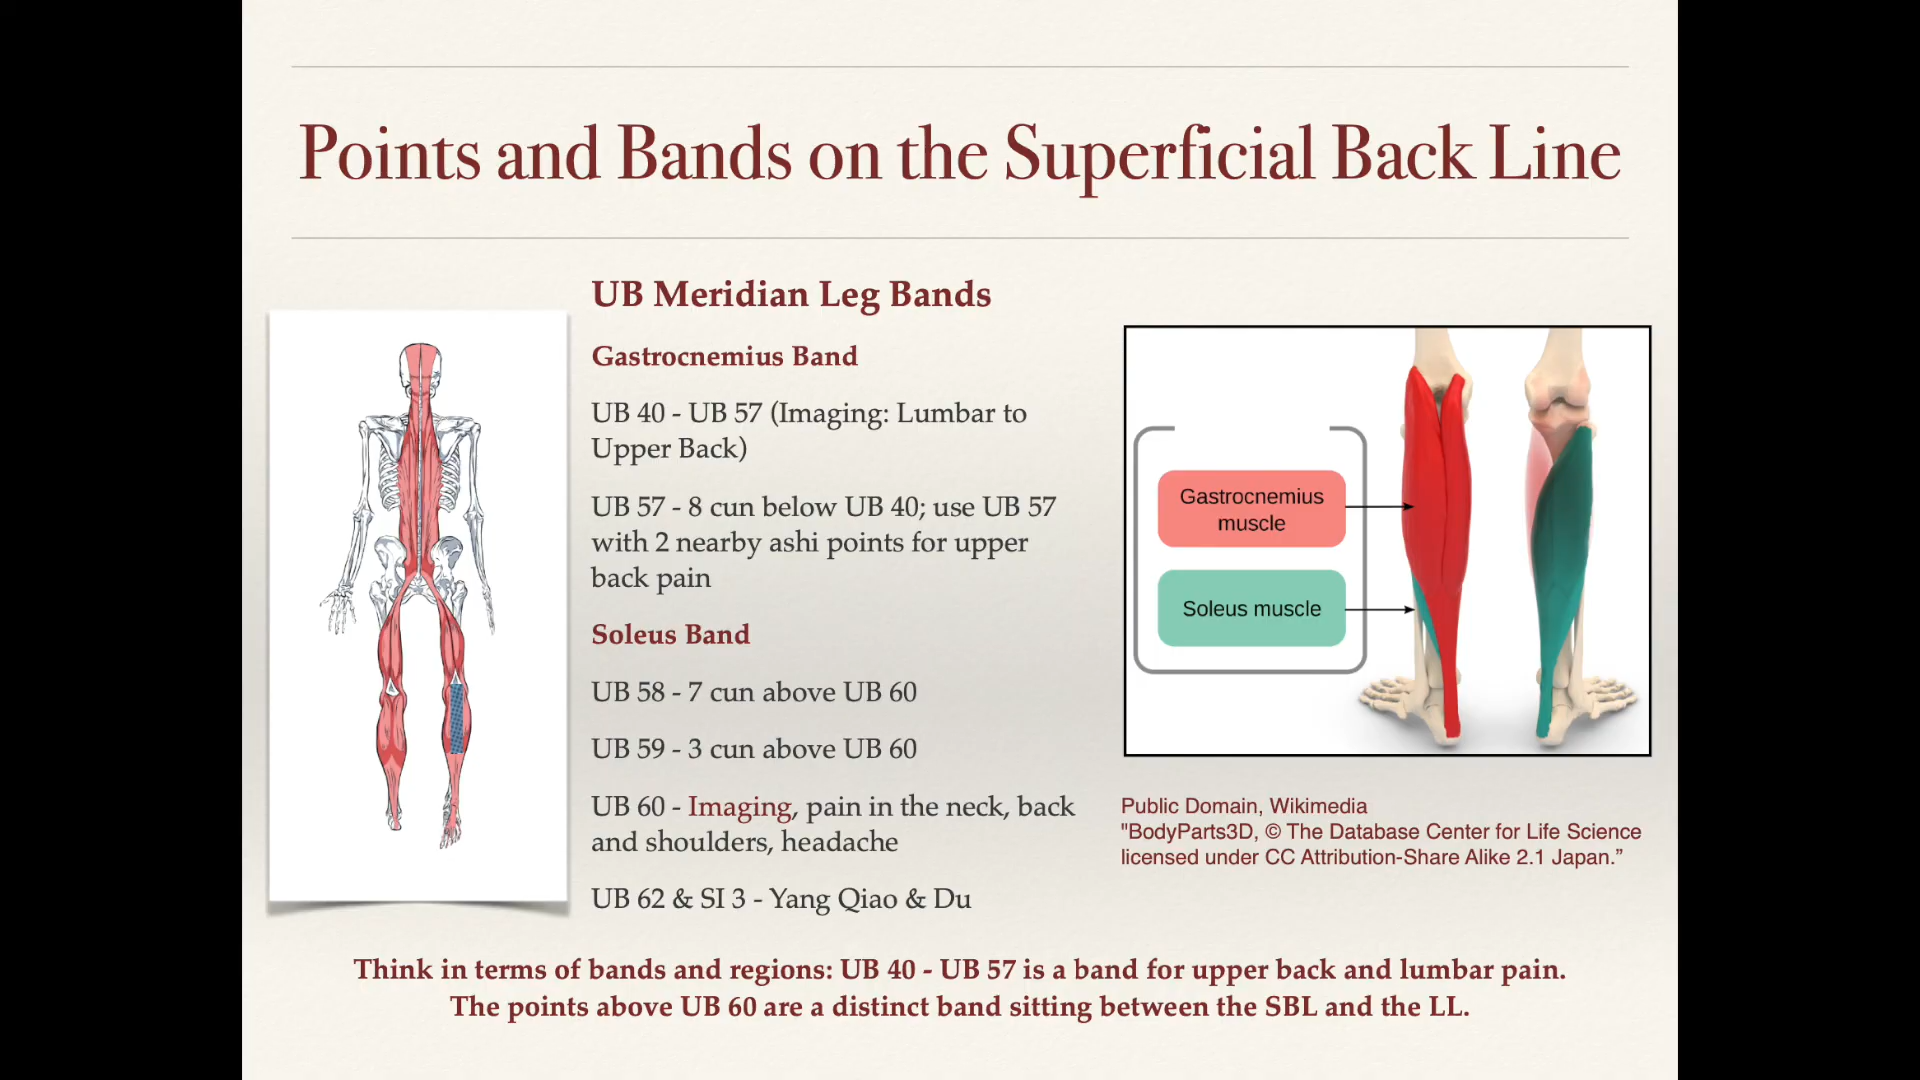 Points and Bands on the Superficial Back Line
UB Meridian Leg Bands
Gastrocnemius Band
UB 40 - UB 57 (Imaging: Lumbar to
Upper Back)
UB 57 - 8 cun below UB 40; use UB 57
with 2 nearby ashi points for upper
back pain
Soleus Band
UB 58 - 7 cun above UB 60
UB 59 - 3 cun above UB 60
UB 60 - Imaging, pain in the neck, back
and shoulders, headache
UB 62 & SI 3 - Yang Qiao & Du
Gastrocnemius
muscle
Soleus muscle
Public Domain, Wikimedia
"BodyParts3D, © The Database Center for Life Science
licensed under CC Attribution-Share Alike 2.1 Japan.”
Think in terms of bands and regions: UB 40 - UB 57 is a band for upper back and lumbar pain.
The points above UB 60 are a distinct band sitting between the SBL and the LL.